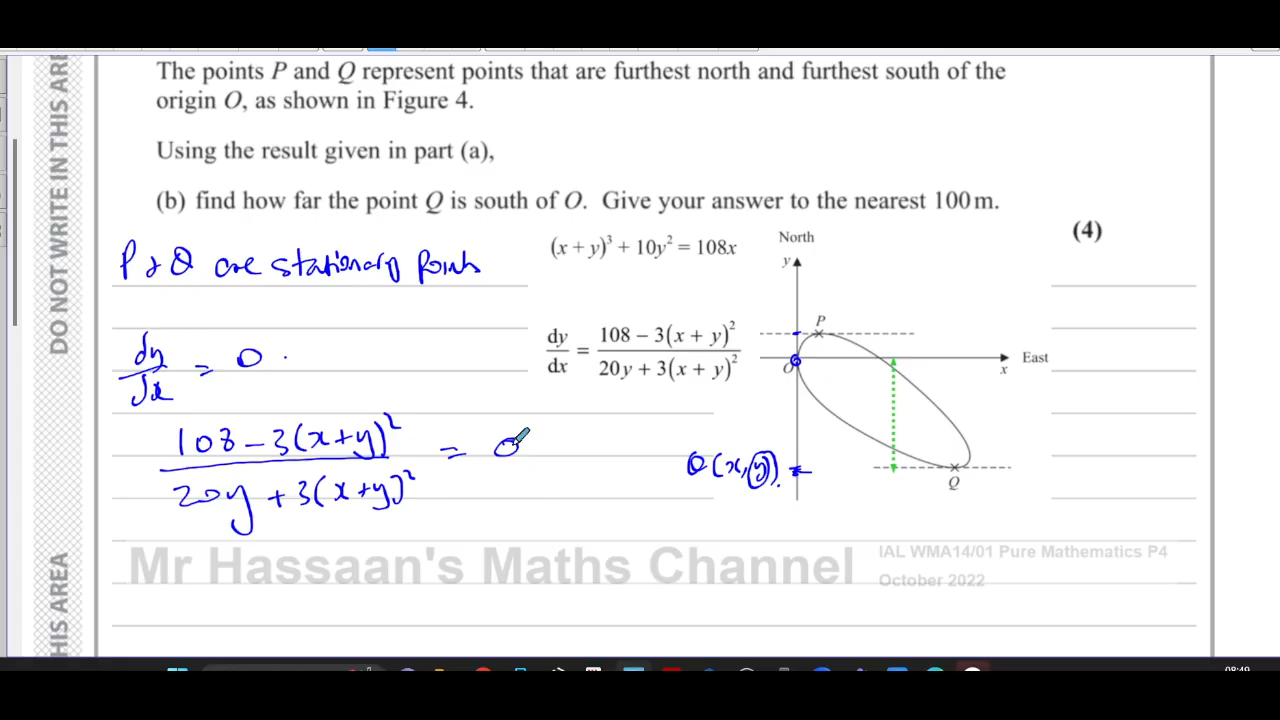 DO NOT WRITE IN THIS AREA
The points P and Q represent points that are furthest north and furthest south of the
origin O, as shown in Figure 4.
Using the result given in part (a),
(b) find how far the point Q is south of O. Give your answer to the nearest 100 m.
(4)
(x + y)³ + 10y² = 108x
North
y
P & Q are stationary points
P
dy/dx = (108 − 3(x + y)²)/(20y + 3(x + y)²)
East
x
O
dy/dx = 0
(108 − 3(x+y)²)/(20y + 3(x+y)²) = 0
Q(x, y)
Q
Mr Hassaan's Maths Channel
IAL WMA14/01 Pure Mathematics P4
October 2022
HIS AREA
08:49